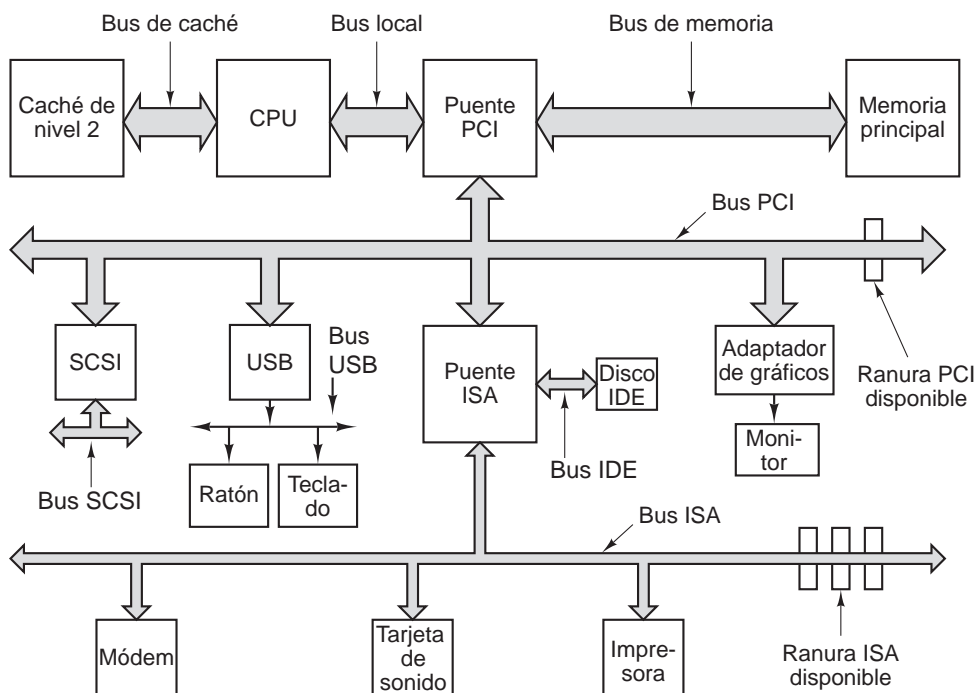 Bus de caché
Bus local
Bus de memoria
Caché de
nivel 2
CPU
Puente
PCI
Memoria
principal
Bus PCI
SCSI
USB
Bus
USB
Puente
ISA
Disco
IDE
Adaptador
de gráficos
Ranura PCI
disponible
Moni-
tor
Bus SCSI
Ratón
Tecla-
do
Bus IDE
Bus ISA
Módem
Tarjeta
de
sonido
Impre-
sora
Ranura ISA
disponible